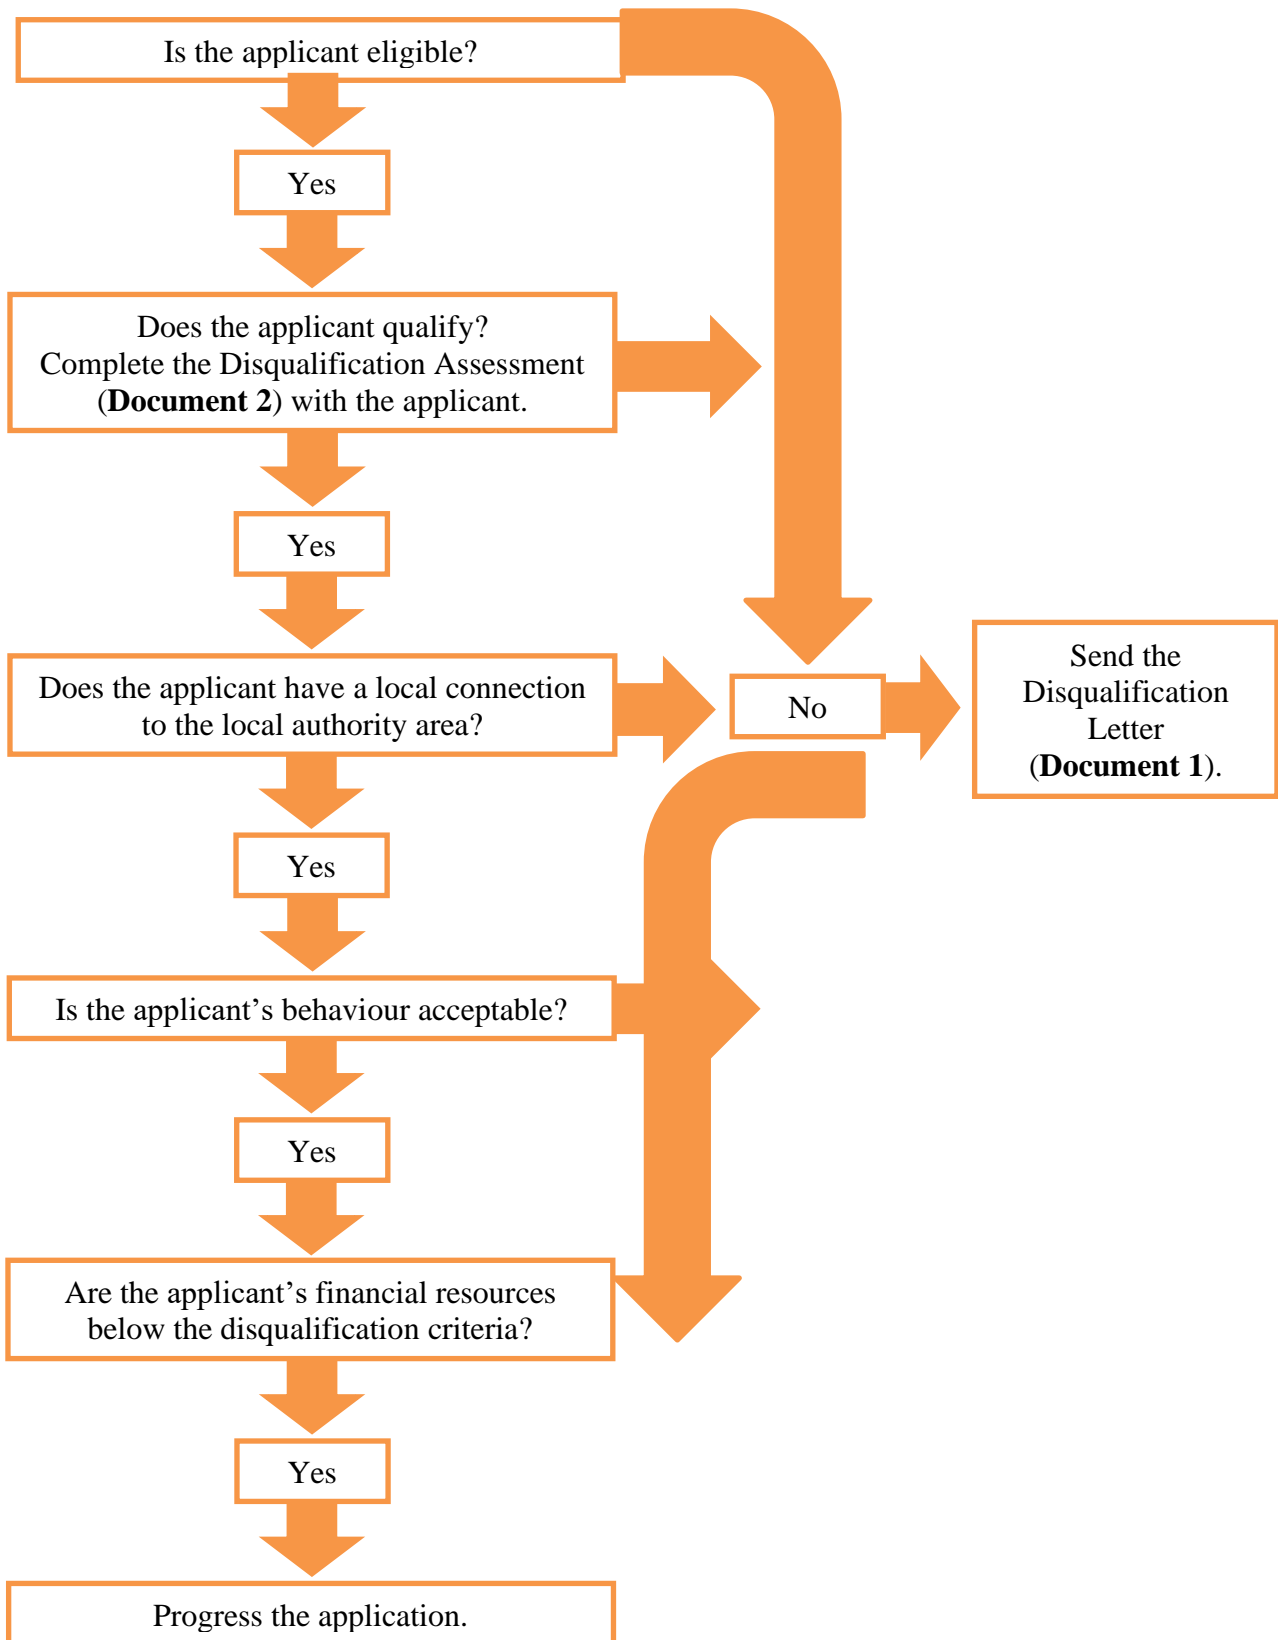 Is the applicant eligible?
Yes
Does the applicant qualify?
Complete the Disqualification Assessment
(Document 2) with the applicant.
Yes
Does the applicant have a local connection
to the local authority area?
No
Send the
Disqualification
Letter
(Document 1).
Yes
Is the applicant’s behaviour acceptable?
Yes
Are the applicant’s financial resources
below the disqualification criteria?
Yes
Progress the application.